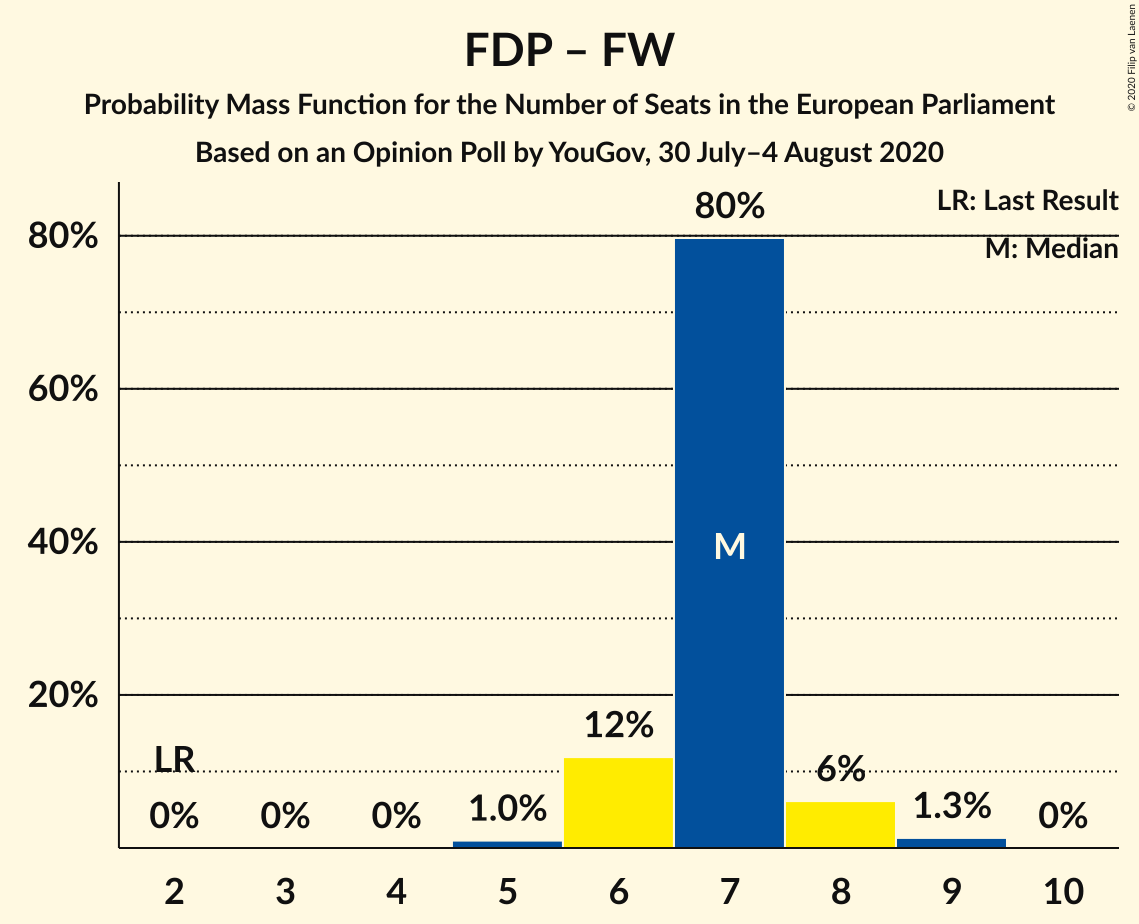 FDP – FW
Probability Mass Function for the Number of Seats in the European Parliament
Based on an Opinion Poll by YouGov, 30 July–4 August 2020
© 2020 Filip van Laenen
LR: Last Result
M: Median
80%
60%
40%
20%
LR
0%
0%
0%
1.0%
12%
80%
M
6%
1.3%
0%
2
3
4
5
6
7
8
9
10